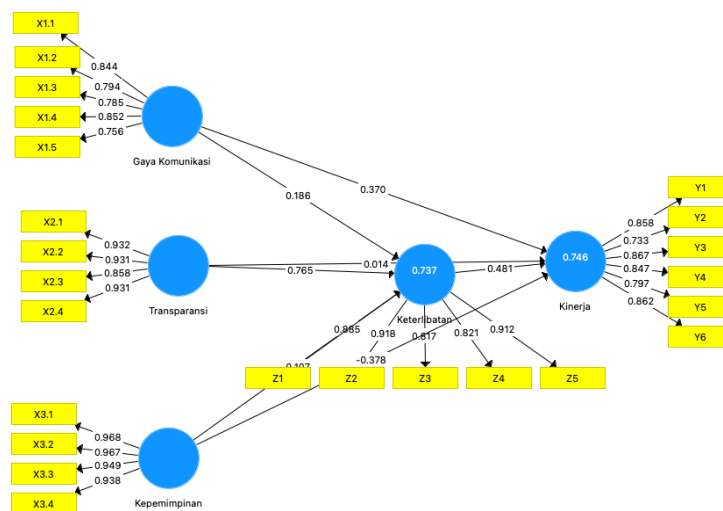 X1.1
X1.2
X1.3
X1.4
X1.5
0.844
0.794
0.785
0.852
0.756
Gaya Komunikasi
0.186
0.370
X2.1
X2.2
X2.3
X2.4
0.932
0.931
0.858
0.931
Transparansi
0.014
0.765
0.737
Keterlibatan
0.481
0.746
Kinerja
Y1
Y2
Y3
Y4
Y5
Y6
0.858
0.733
0.867
0.847
0.797
0.862
0.885
0.918
0.821
0.912
-0.378
Z1
Z2
Z3
Z4
Z5
X3.1
X3.2
X3.3
X3.4
0.968
0.967
0.949
0.938
Kepemimpinan